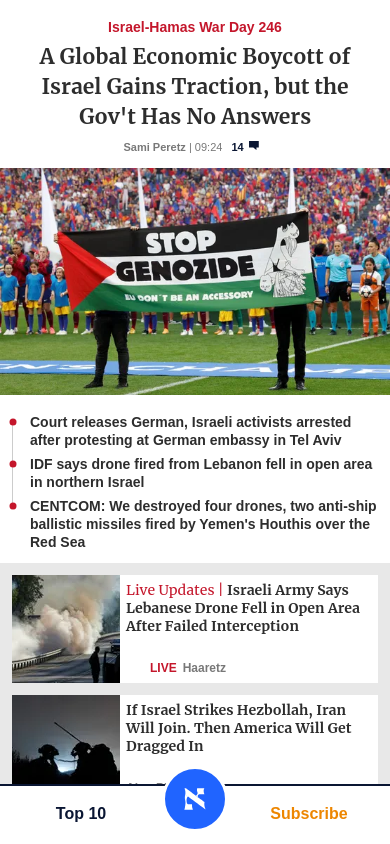 Israel-Hamas War Day 246
A Global Economic Boycott of
Israel Gains Traction, but the
Gov't Has No Answers
Sami Peretz | 09:24 14
STOP
GENOZIDE
EU DON´T BE AN ACCESSORY
Court releases German, Israeli activists arrested
after protesting at German embassy in Tel Aviv
IDF says drone fired from Lebanon fell in open area
in northern Israel
CENTCOM: We destroyed four drones, two anti-ship
ballistic missiles fired by Yemen's Houthis over the
Red Sea
Live Updates | Israeli Army Says
Lebanese Drone Fell in Open Area
After Failed Interception
LIVE Haaretz
If Israel Strikes Hezbollah, Iran
Will Join. Then America Will Get
Dragged In
Top 10
Subscribe